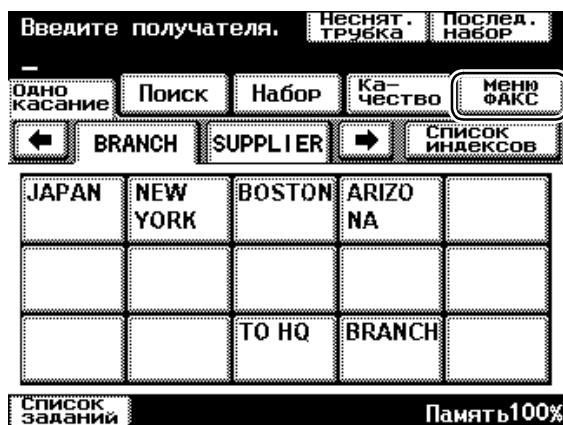 Введите получателя.
Неснят. трубка
Послед. набор
Одно касание
Поиск
Набор
Ка-чество
Меню ФАКС
BRANCH
SUPPLIER
Список индексов
JAPAN
NEW YORK
BOSTON
ARIZO NA
TO HQ
BRANCH
Список заданий
Память100%